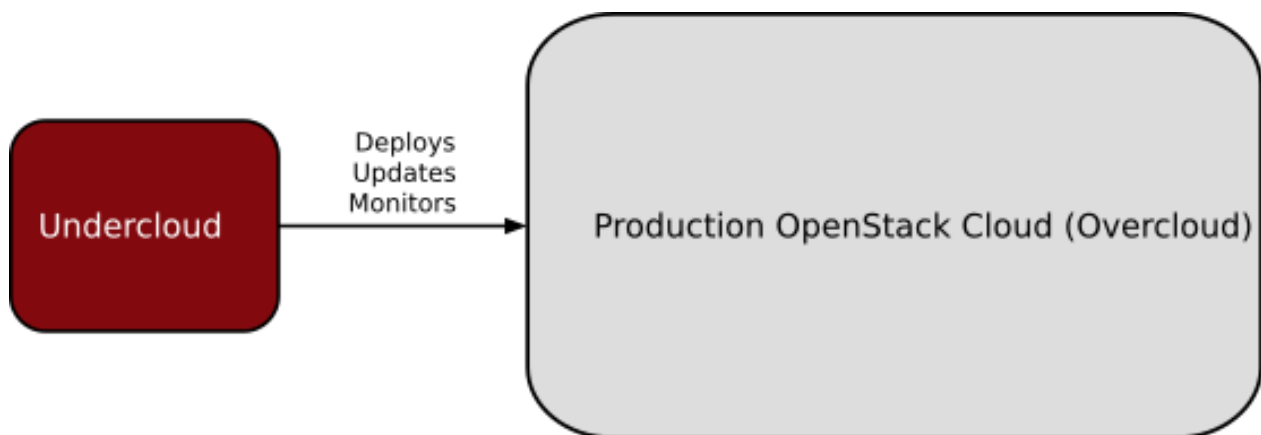 Undercloud
Deploys
Updates
Monitors
Production OpenStack Cloud (Overcloud)